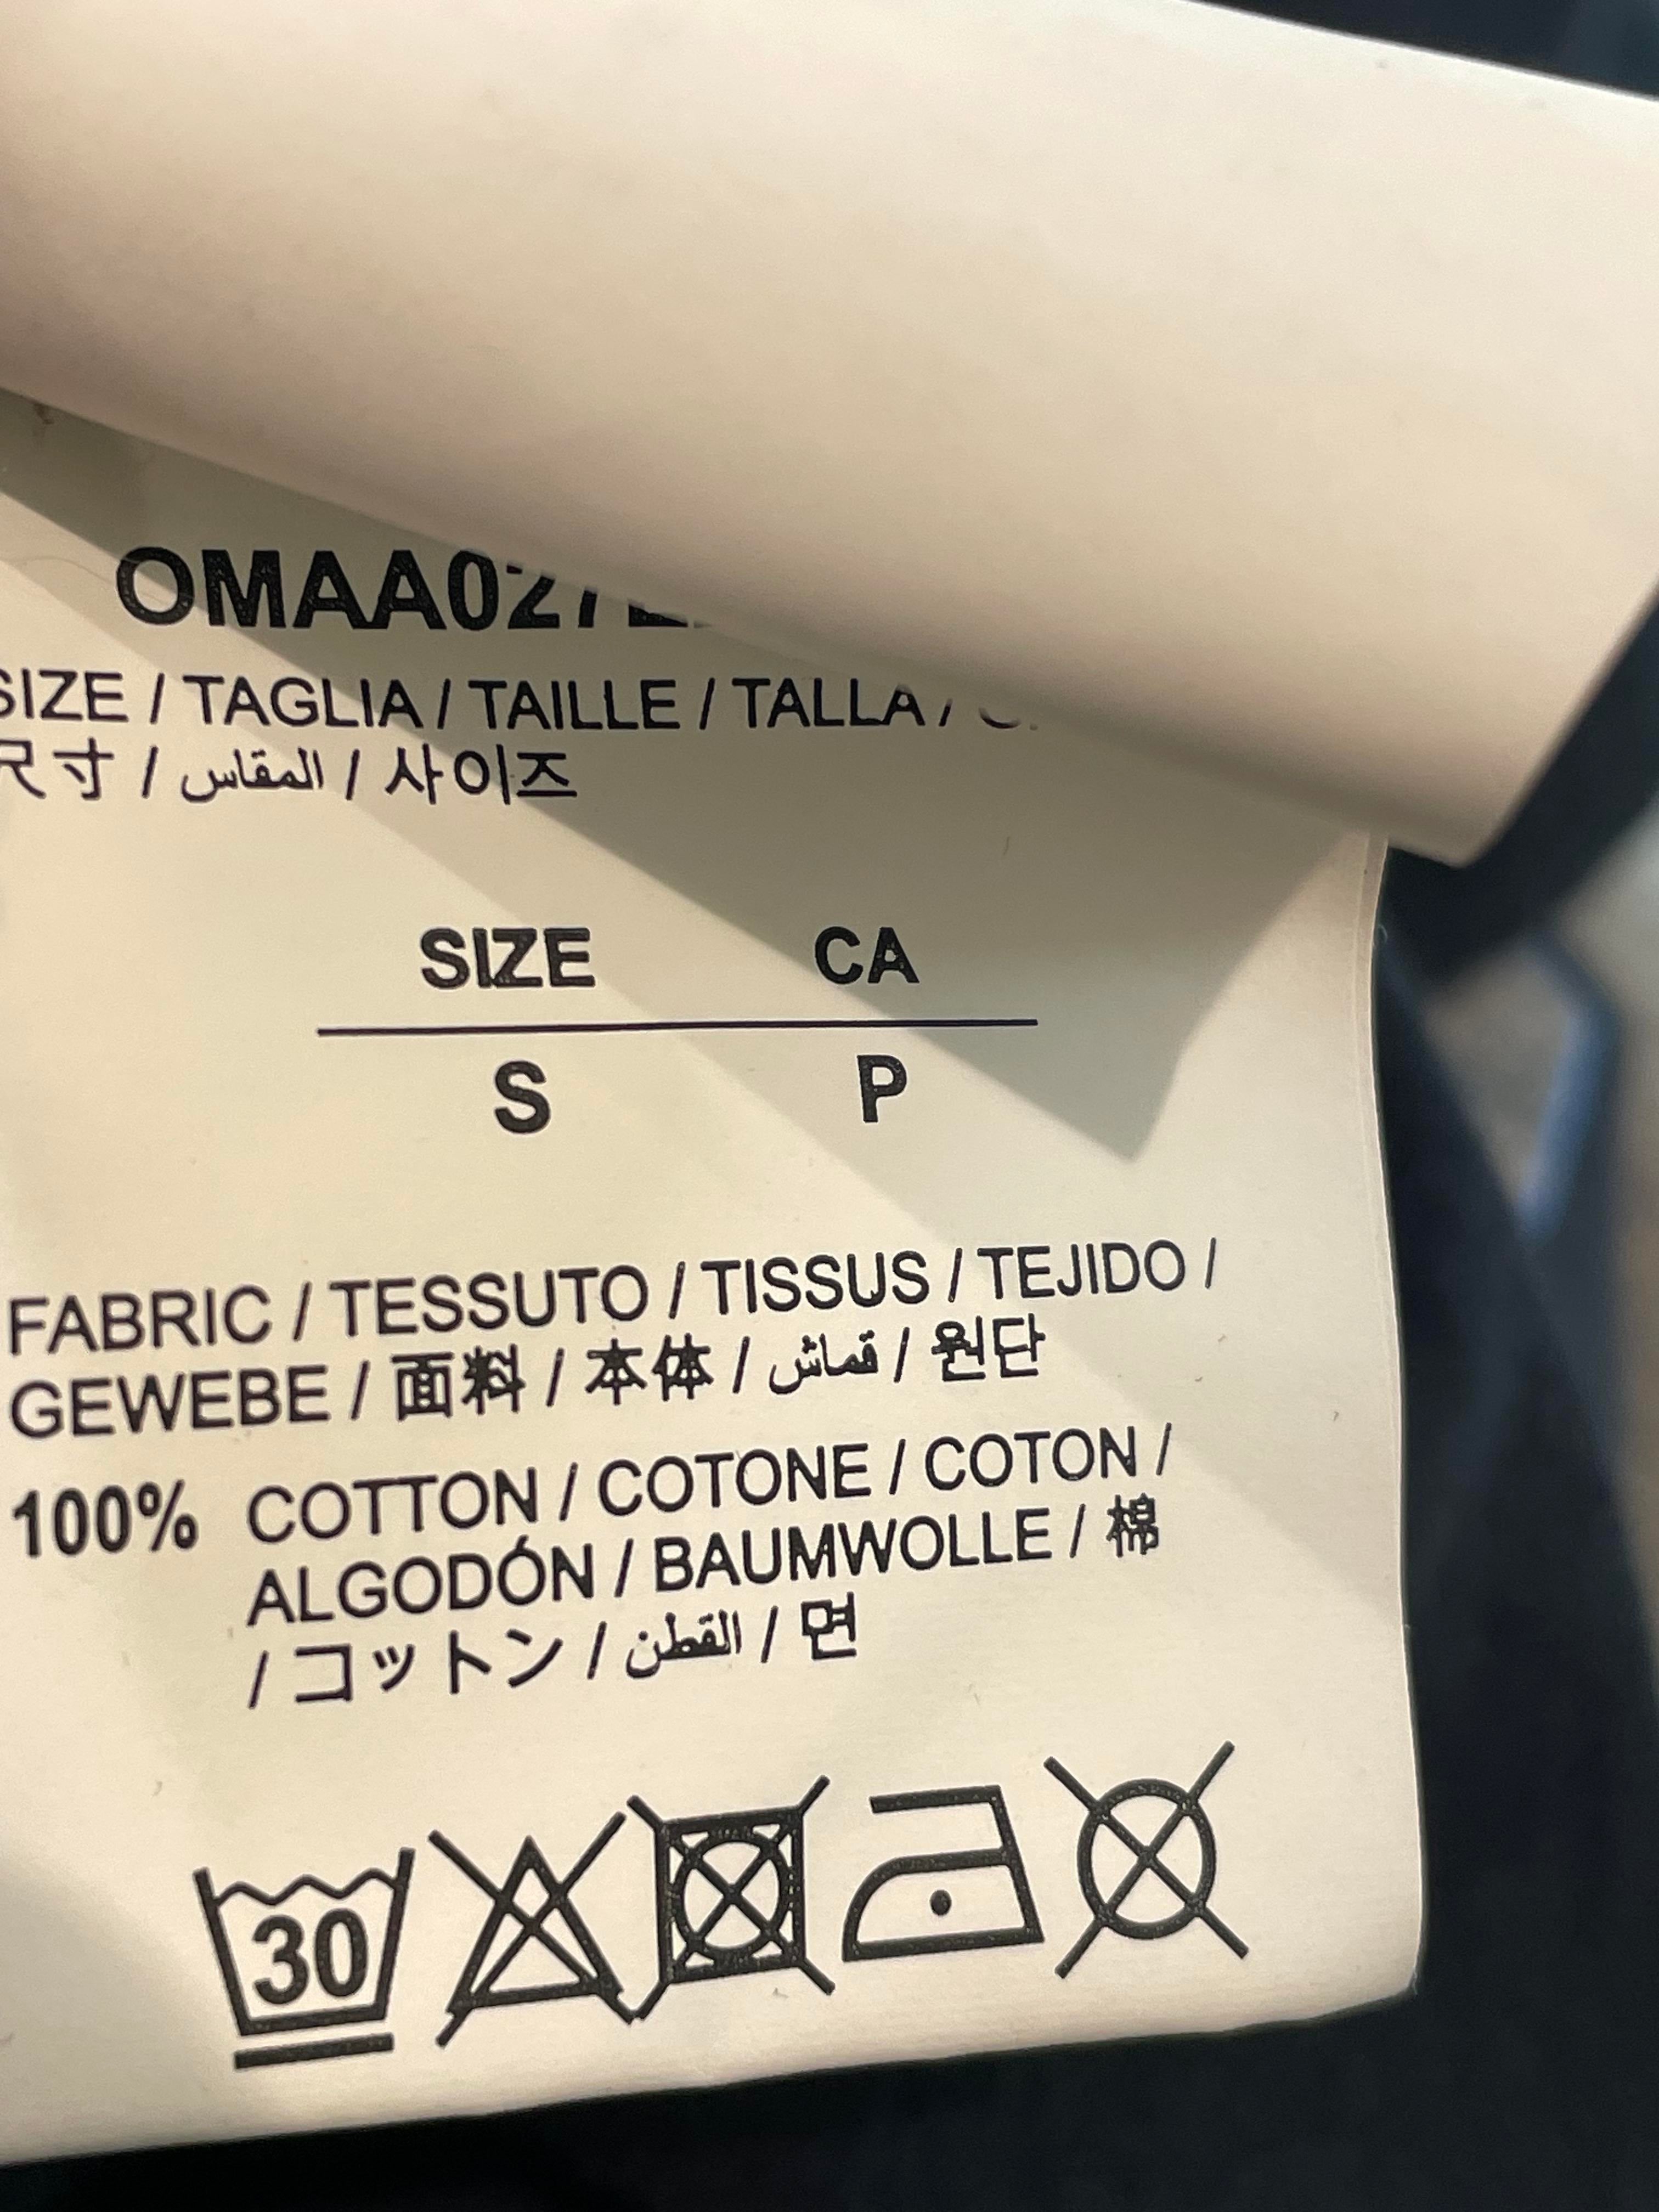 OMAA027
SIZE / TAGLIA / TAILLE / TALLA /
尺寸 / المقاس / 사이즈
SIZE CA
S P
FABRIC / TESSUTO / TISSUS / TEJIDO /
GEWEBE / 面料 / 本体 / قماش / 원단
100% COTTON / COTONE / COTON /
ALGODÓN / BAUMWOLLE / 棉
/ コットン / القطن / 면
30